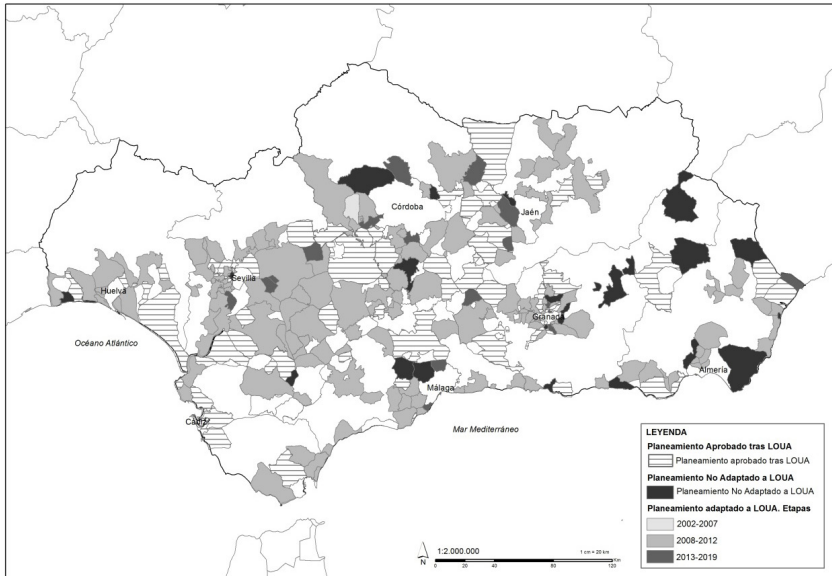 Córdoba
Jaén
Sevilla
Huelva
Granada
Océano Atlántico
Almería
Málaga
Cádiz
Mar Mediterráneo
LEYENDA
Planeamiento Aprobado tras LOUA
Planeamiento aprobado tras LOUA
Planeamiento No Adaptado a LOUA
Planeamiento No Adaptado a LOUA
Planeamiento adaptado a LOUA. Etapas
2002-2007
2008-2012
2013-2019
N
1:2.000.000
1 cm = 20 km
0 20 40 80 120 Km